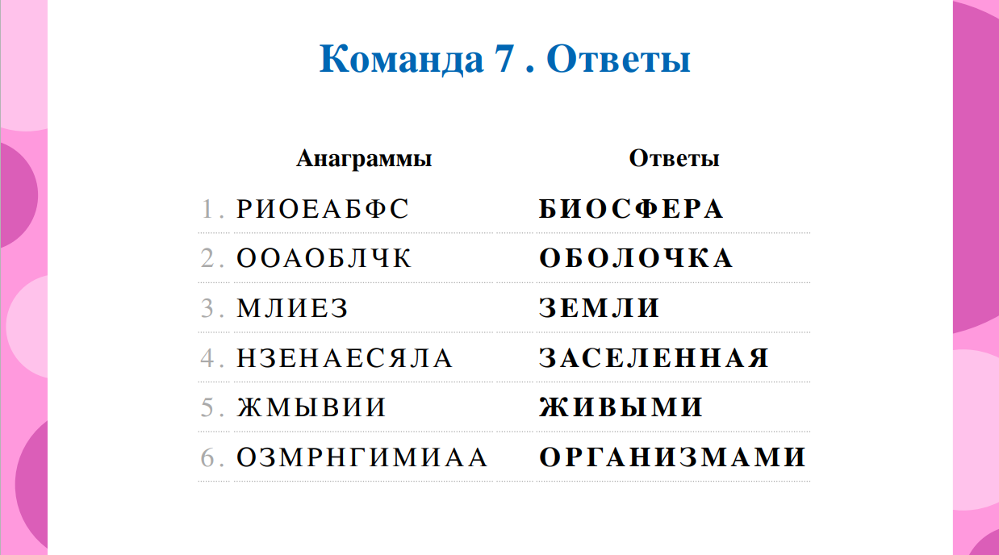 Команда 7 . Ответы
Анаграммы Ответы
1. РИОЕАБФС БИОСФЕРА
2. ООАОБЛЧК ОБОЛОЧКА
3. МЛИЕЗ ЗЕМЛИ
4. НЗЕНАЕСЯЛА ЗАСЕЛЕННАЯ
5. ЖМЫВИИ ЖИВЫМИ
6. ОЗМРНГИМИАА ОРГАНИЗМАМИ